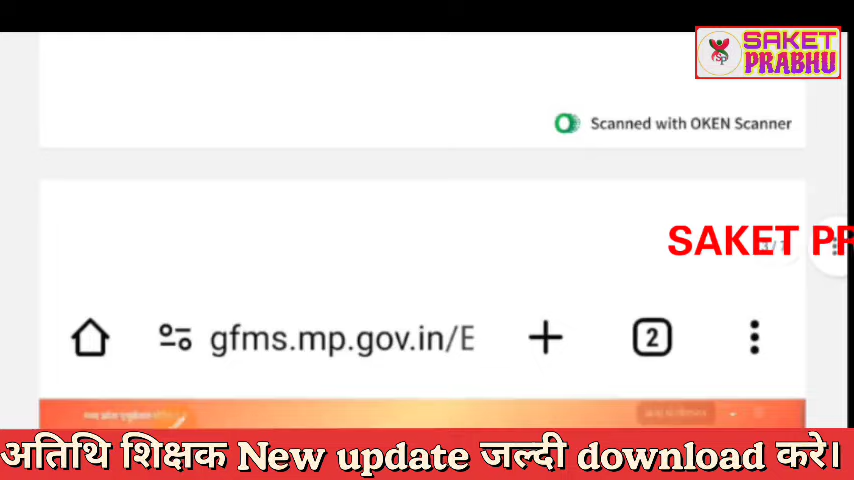 SAKET
PRABHU
Scanned with OKEN Scanner
SAKET PR
gfms.mp.gov.in/E
2
अतिथि शिक्षक New update जल्दी download करे।